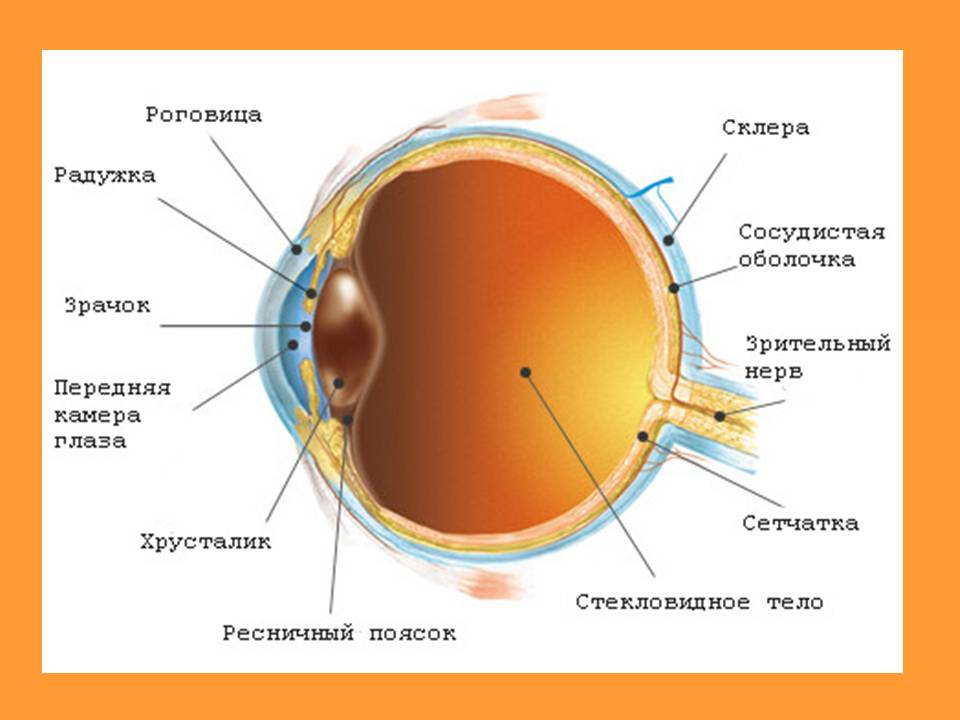 Роговица
Радужка
Зрачок
Передняя
камера
глаза
Хрусталик
Ресничный поясок
Склера
Сосудистая
оболочка
Зрительный
нерв
Сетчатка
Стекловидное тело